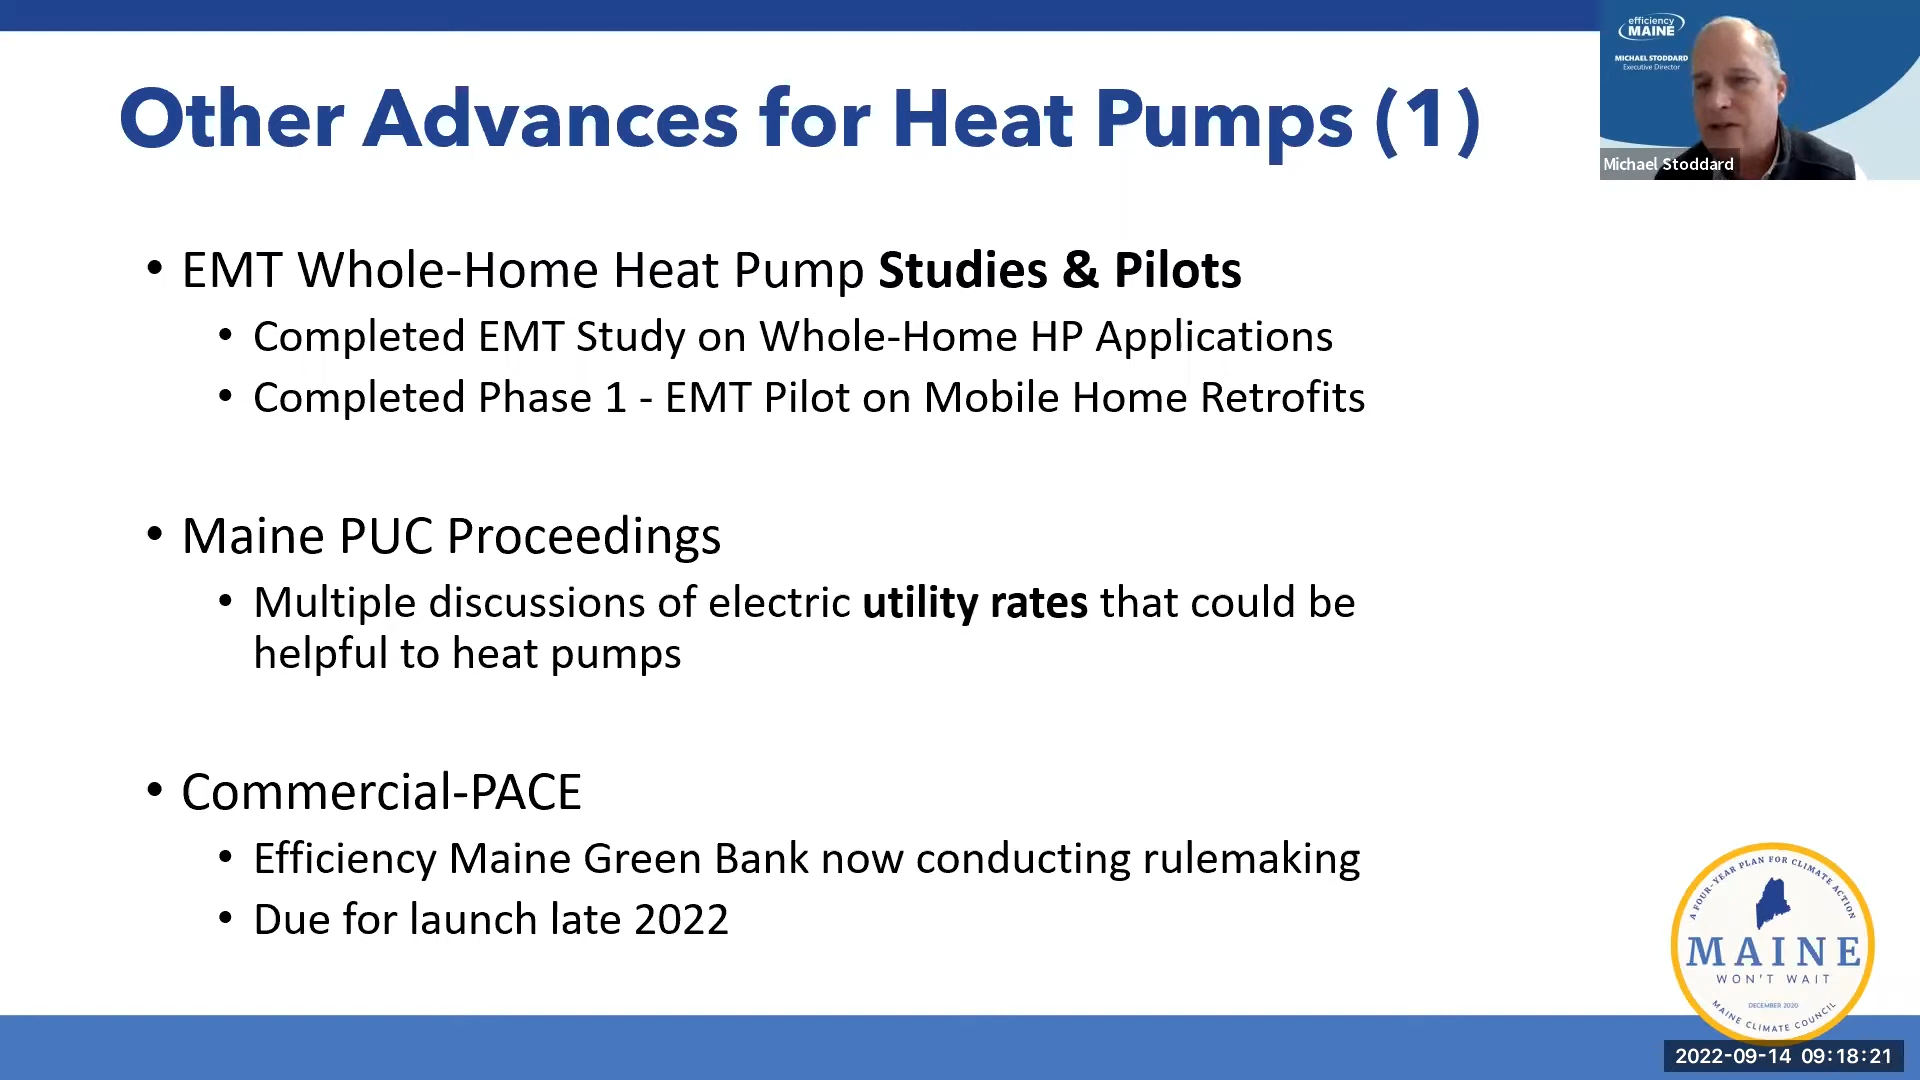 Other Advances for Heat Pumps (1)
efficiency
MAINE
MICHAEL STODDARD
Executive Director
Michael Stoddard
• EMT Whole-Home Heat Pump Studies & Pilots
• Completed EMT Study on Whole-Home HP Applications
• Completed Phase 1 - EMT Pilot on Mobile Home Retrofits
• Maine PUC Proceedings
• Multiple discussions of electric utility rates that could be
helpful to heat pumps
• Commercial-PACE
• Efficiency Maine Green Bank now conducting rulemaking
• Due for launch late 2022
A FOUR-YEAR PLAN FOR CLIMATE ACTION
MAINE
WON'T WAIT
DECEMBER 2020
MAINE CLIMATE COUNCIL
2022-09-14 09:18:21